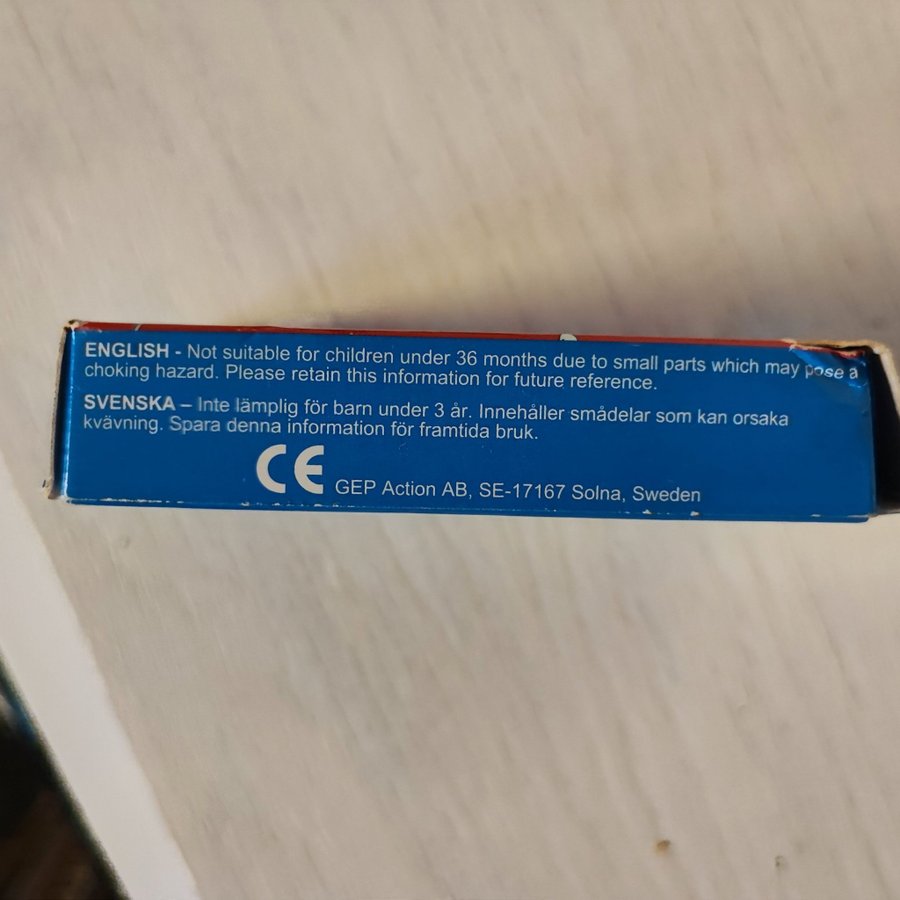 ENGLISH - Not suitable for children under 36 months due to small parts which may pose a
choking hazard. Please retain this information for future reference.
SVENSKA – Inte lämplig för barn under 3 år. Innehåller smådelar som kan orsaka
kvävning. Spara denna information för framtida bruk.
CE GEP Action AB, SE-17167 Solna, Sweden